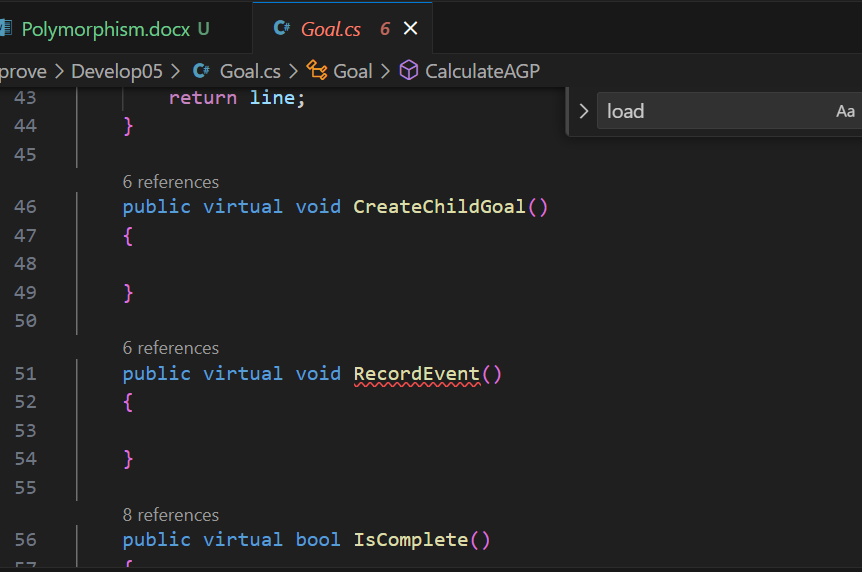 Polymorphism.docx U
C# Goal.cs 6
prove > Develop05 > C# Goal.cs > Goal > CalculateAGP
load Aa
43 return line;
44 }
45
6 references
46 public virtual void CreateChildGoal()
47 {
48
49 }
50
6 references
51 public virtual void RecordEvent()
52 {
53
54 }
55
8 references
56 public virtual bool IsComplete()
57 {